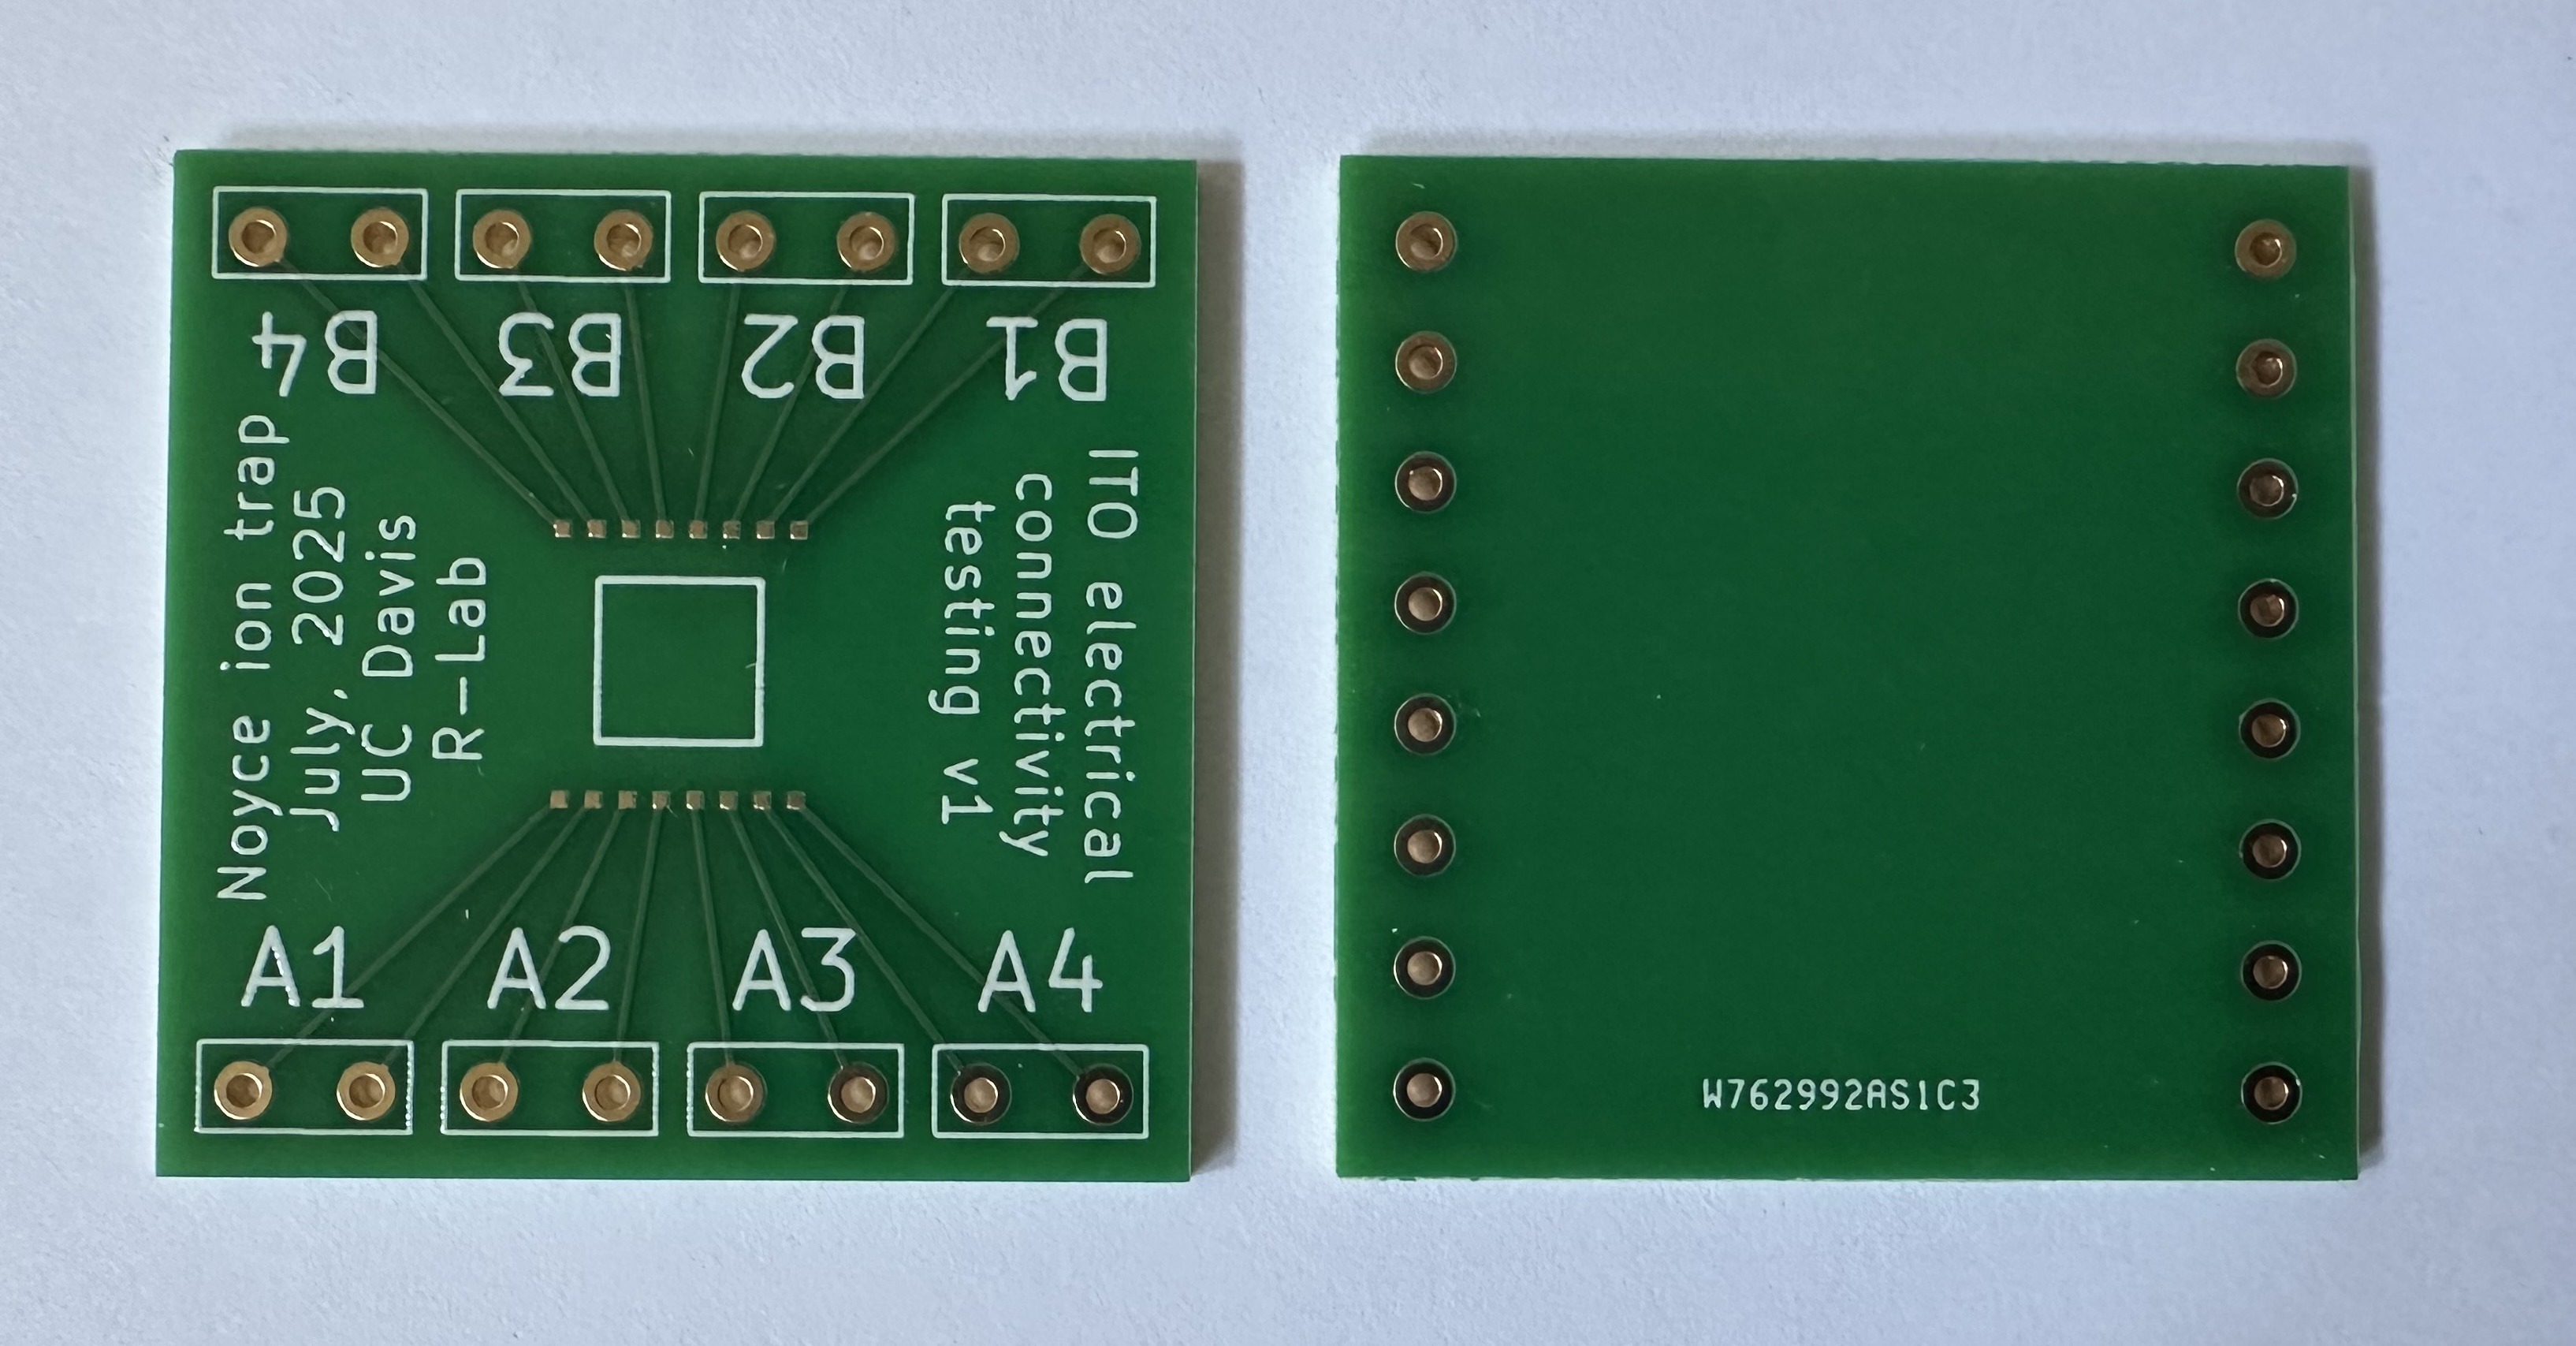 B4
B3
B2
B1
Noyce ion trap
July, 2025
UC Davis
R-Lab
ITO electrical
connectivity
testing v1
A1
A2
A3
A4
W762992AS1C3